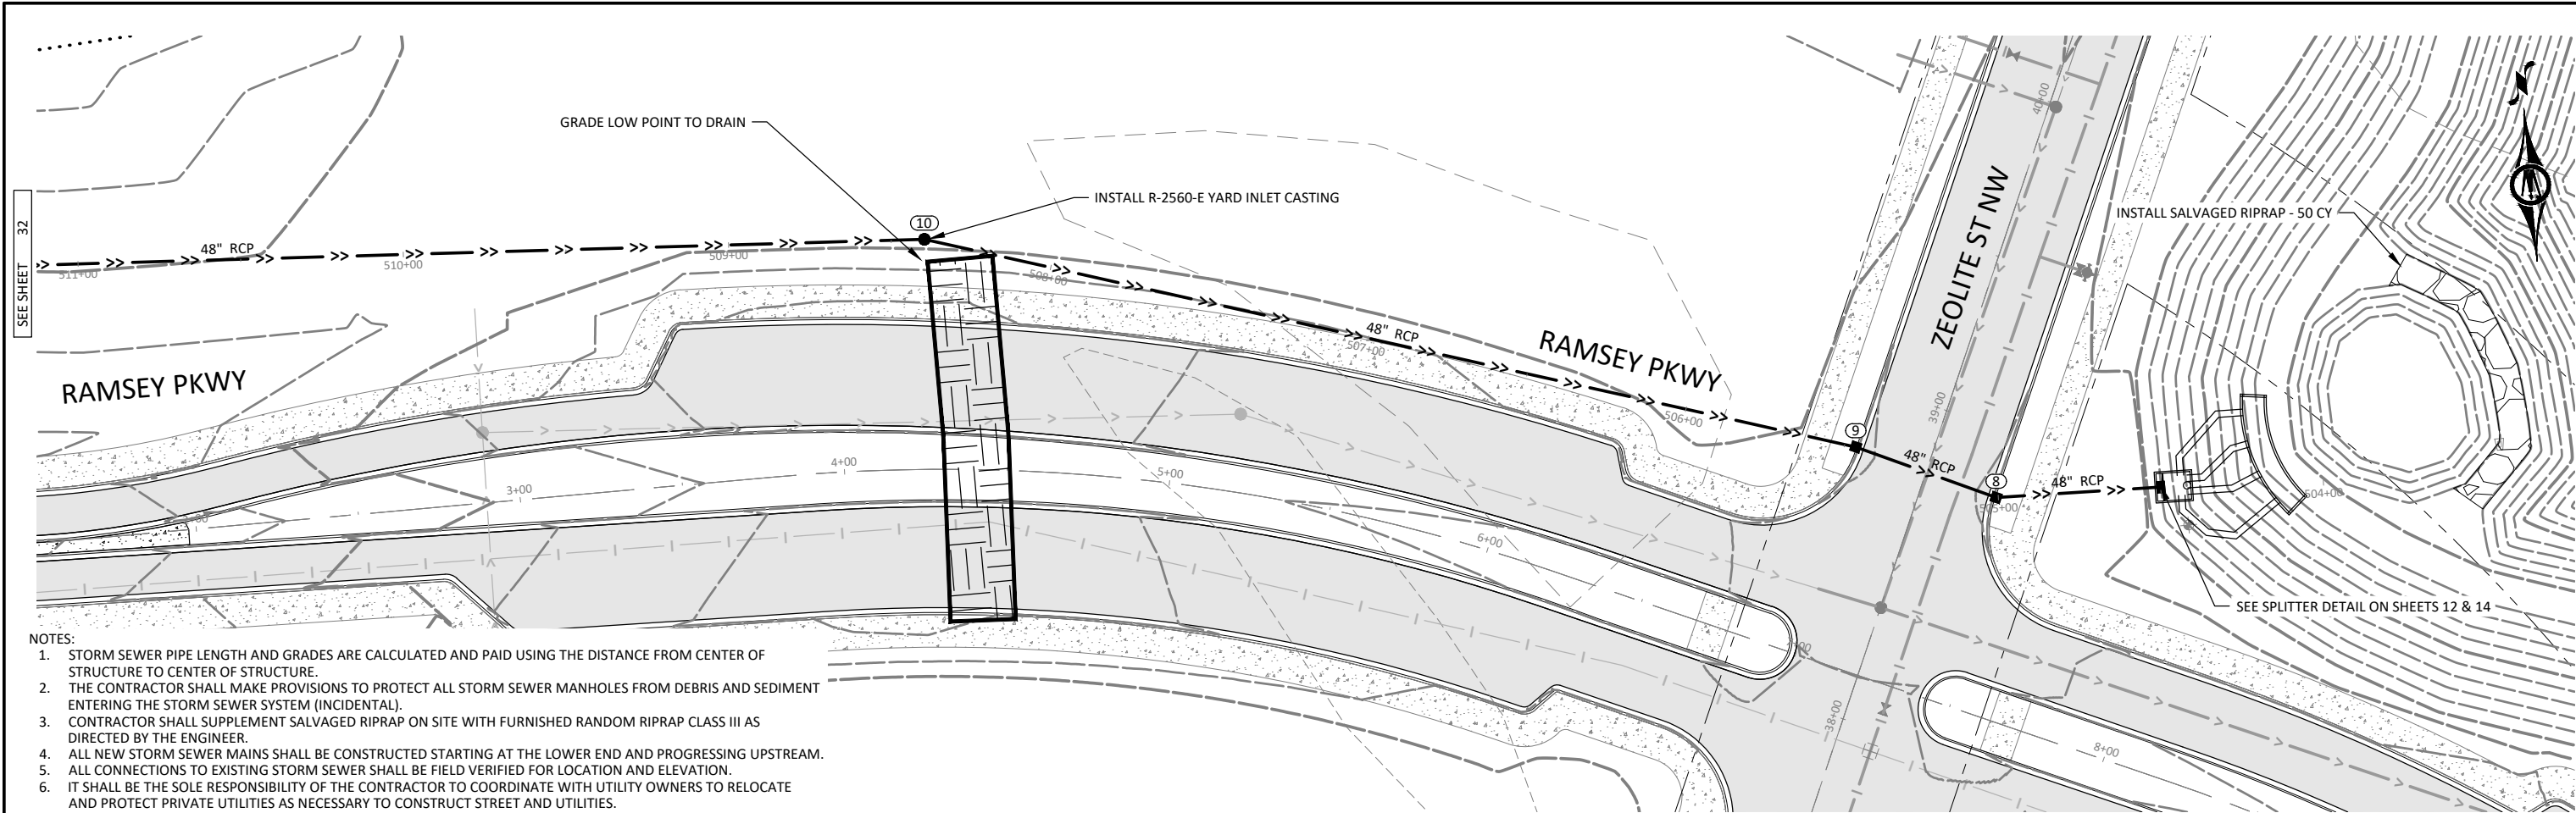 GRADE LOW POINT TO DRAIN
INSTALL R-2560-E YARD INLET CASTING
INSTALL SALVAGED RIPRAP - 50 CY
SEE SHEET 32
48" RCP
511+00
510+00
509+00
508+00
507+00
506+00
10
48" RCP
RAMSEY PKWY
RAMSEY PKWY
ZEOLITE ST NW
40+00
39+00
38+00
9
48" RCP
8
48" RCP
505+00
504+00
3+00
4+00
5+00
6+00
8+00
SEE SPLITTER DETAIL ON SHEETS 12 & 14
N
NOTES:
1. STORM SEWER PIPE LENGTH AND GRADES ARE CALCULATED AND PAID USING THE DISTANCE FROM CENTER OF
STRUCTURE TO CENTER OF STRUCTURE.
2. THE CONTRACTOR SHALL MAKE PROVISIONS TO PROTECT ALL STORM SEWER MANHOLES FROM DEBRIS AND SEDIMENT
ENTERING THE STORM SEWER SYSTEM (INCIDENTAL).
3. CONTRACTOR SHALL SUPPLEMENT SALVAGED RIPRAP ON SITE WITH FURNISHED RANDOM RIPRAP CLASS III AS
DIRECTED BY THE ENGINEER.
4. ALL NEW STORM SEWER MAINS SHALL BE CONSTRUCTED STARTING AT THE LOWER END AND PROGRESSING UPSTREAM.
5. ALL CONNECTIONS TO EXISTING STORM SEWER SHALL BE FIELD VERIFIED FOR LOCATION AND ELEVATION.
6. IT SHALL BE THE SOLE RESPONSIBILITY OF THE CONTRACTOR TO COORDINATE WITH UTILITY OWNERS TO RELOCATE
AND PROTECT PRIVATE UTILITIES AS NECESSARY TO CONSTRUCT STREET AND UTILITIES.